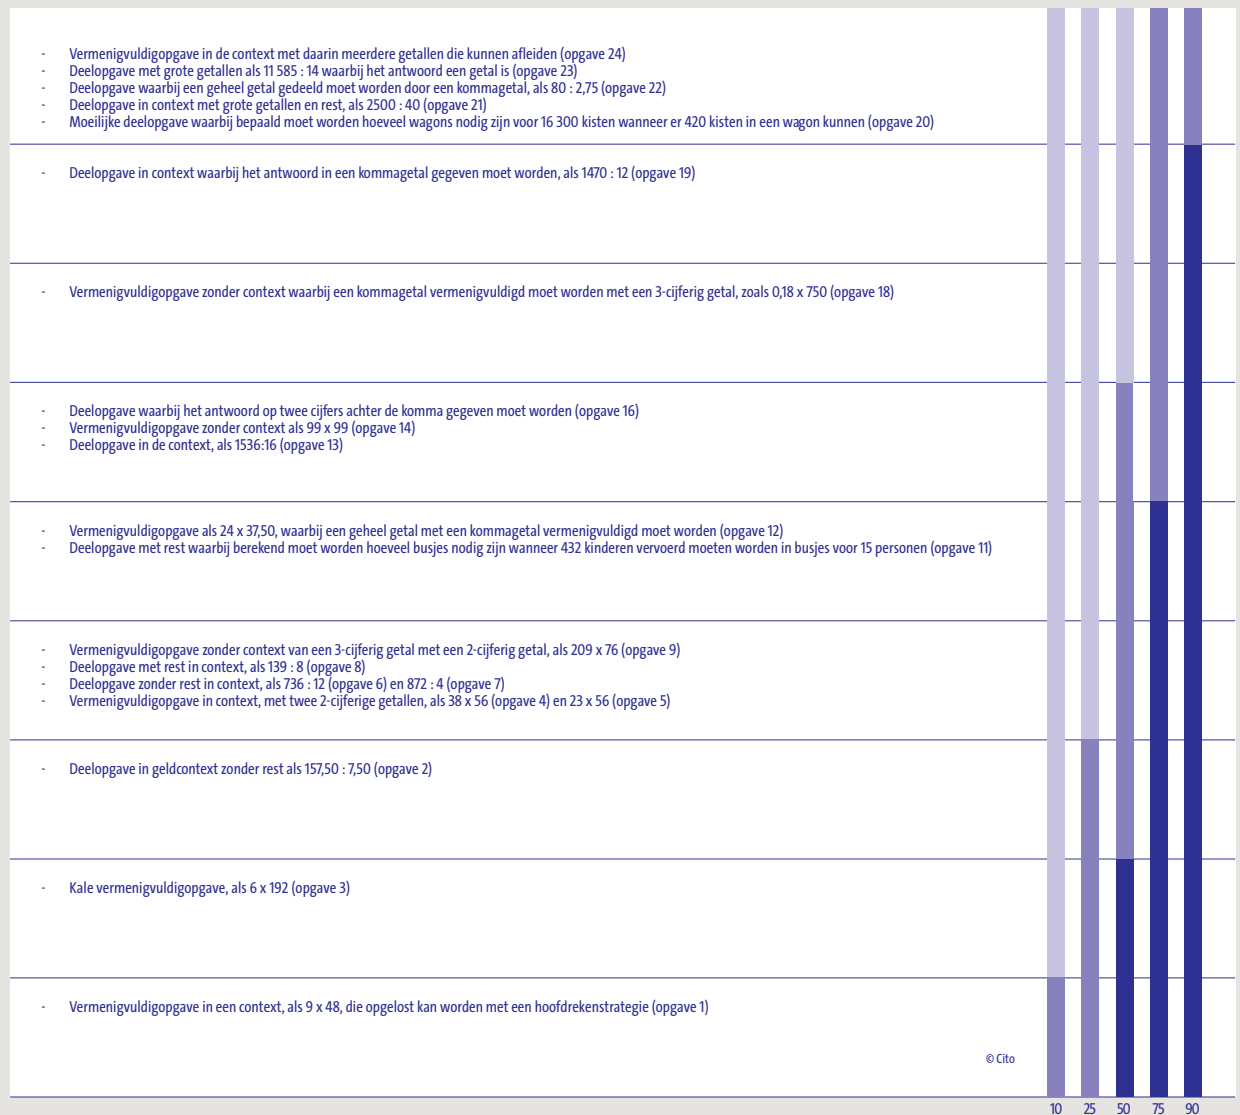 - Vermenigvuldigopgave in de context met daarin meerdere getallen die kunnen afleiden (opgave 24)
- Deelopgave met grote getallen als 11 585 : 14 waarbij het antwoord een getal is (opgave 23)
- Deelopgave waarbij een geheel getal gedeeld moet worden door een kommagetal, als 80 : 2,75 (opgave 22)
- Deelopgave in context met grote getallen en rest, als 2500 : 40 (opgave 21)
- Moeilijke deelopgave waarbij bepaald moet worden hoeveel wagons nodig zijn voor 16 300 kisten wanneer er 420 kisten in een wagon kunnen (opgave 20)
- Deelopgave in context waarbij het antwoord in een kommagetal gegeven moet worden, als 1470 : 12 (opgave 19)
- Vermenigvuldigopgave zonder context waarbij een kommagetal vermenigvuldigd moet worden met een 3-cijferig getal, zoals 0,18 x 750 (opgave 18)
- Deelopgave waarbij het antwoord op twee cijfers achter de komma gegeven moet worden (opgave 16)
- Vermenigvuldigopgave zonder context als 99 x 99 (opgave 14)
- Deelopgave in de context, als 1536:16 (opgave 13)
- Vermenigvuldigopgave als 24 x 37,50, waarbij een geheel getal met een kommagetal vermenigvuldigd moet worden (opgave 12)
- Deelopgave met rest waarbij berekend moet worden hoeveel busjes nodig zijn wanneer 432 kinderen vervoerd moeten worden in busjes voor 15 personen (opgave 11)
- Vermenigvuldigopgave zonder context van een 3-cijferig getal met een 2-cijferig getal, als 209 x 76 (opgave 9)
- Deelopgave met rest in context, als 139 : 8 (opgave 8)
- Deelopgave zonder rest in context, als 736 : 12 (opgave 6) en 872 : 4 (opgave 7)
- Vermenigvuldigopgave in context, met twee 2-cijferige getallen, als 38 x 56 (opgave 4) en 23 x 56 (opgave 5)
- Deelopgave in geldcontext zonder rest als 157,50 : 7,50 (opgave 2)
- Kale vermenigvuldigopgave, als 6 x 192 (opgave 3)
- Vermenigvuldigopgave in een context, als 9 x 48, die opgelost kan worden met een hoofdrekenstrategie (opgave 1)
© Cito
10 25 50 75 90